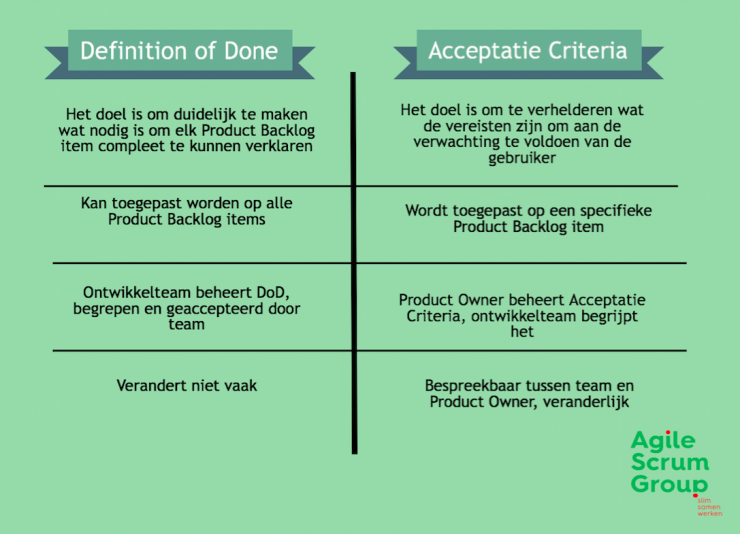 Definition of Done
Acceptatie Criteria
Het doel is om duidelijk te maken
wat nodig is om elk Product Backlog
item compleet te kunnen verklaren
Het doel is om te verhelderen wat
de vereisten zijn om aan de
verwachting te voldoen van de
gebruiker
Kan toegepast worden op alle
Product Backlog items
Wordt toegepast op een specifieke
Product Backlog item
Ontwikkelteam beheert DoD,
begrepen en geaccepteerd door
team
Product Owner beheert Acceptatie
Criteria, ontwikkelteam begrijpt
het
Verandert niet vaak
Bespreekbaar tussen team en
Product Owner, veranderlijk
Agile
Scrum
Group
slim
samen
werken